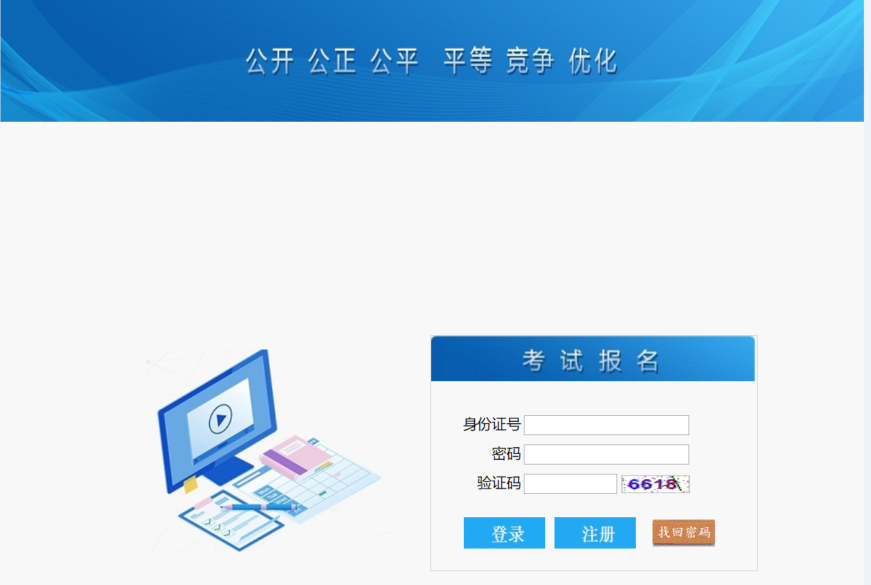 公开 公正 公平 平等 竞争 优化
考试报名
身份证号
密码
验证码 6618
登录 注册 找回密码